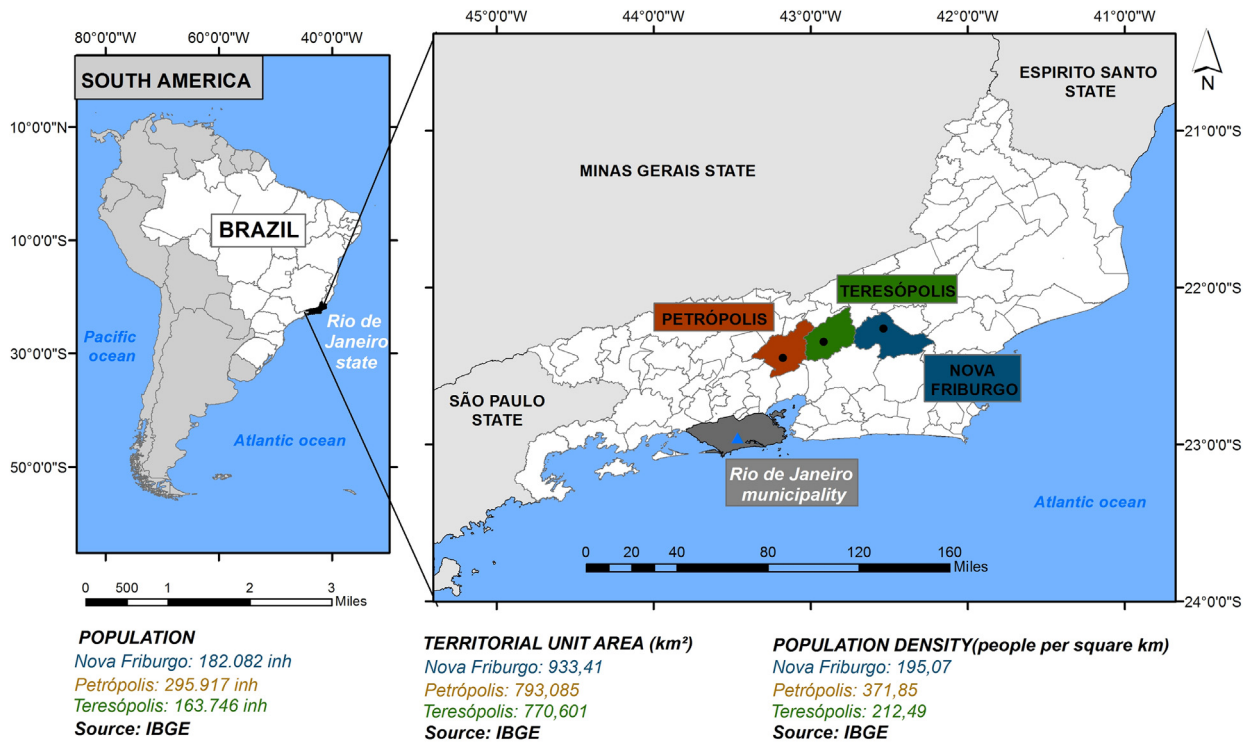 80°0'0"W 60°0'0"W 40°0'0"W
SOUTH AMERICA
10°0'0"N
10°0'0"S
30°0'0"S
50°0'0"S
BRAZIL
Pacific
ocean
Rio de
Janeiro
state
Atlantic ocean
0 500 1 2 3
Miles
45°0'0"W 44°0'0"W 43°0'0"W 42°0'0"W 41°0'0"W
N
ESPIRITO SANTO
STATE
21°0'0"S
MINAS GERAIS STATE
22°0'0"S
TERESÓPOLIS
PETRÓPOLIS
NOVA
FRIBURGO
SÃO PAULO
STATE
23°0'0"S
Rio de Janeiro
municipality
Atlantic ocean
0 20 40 80 120 160
Miles
24°0'0"S
POPULATION
Nova Friburgo: 182.082 inh
Petrópolis: 295.917 inh
Teresópolis: 163.746 inh
Source: IBGE
TERRITORIAL UNIT AREA (km²)
Nova Friburgo: 933,41
Petrópolis: 793,085
Teresópolis: 770,601
Source: IBGE
POPULATION DENSITY(people per square km)
Nova Friburgo: 195,07
Petrópolis: 371,85
Teresópolis: 212,49
Source: IBGE